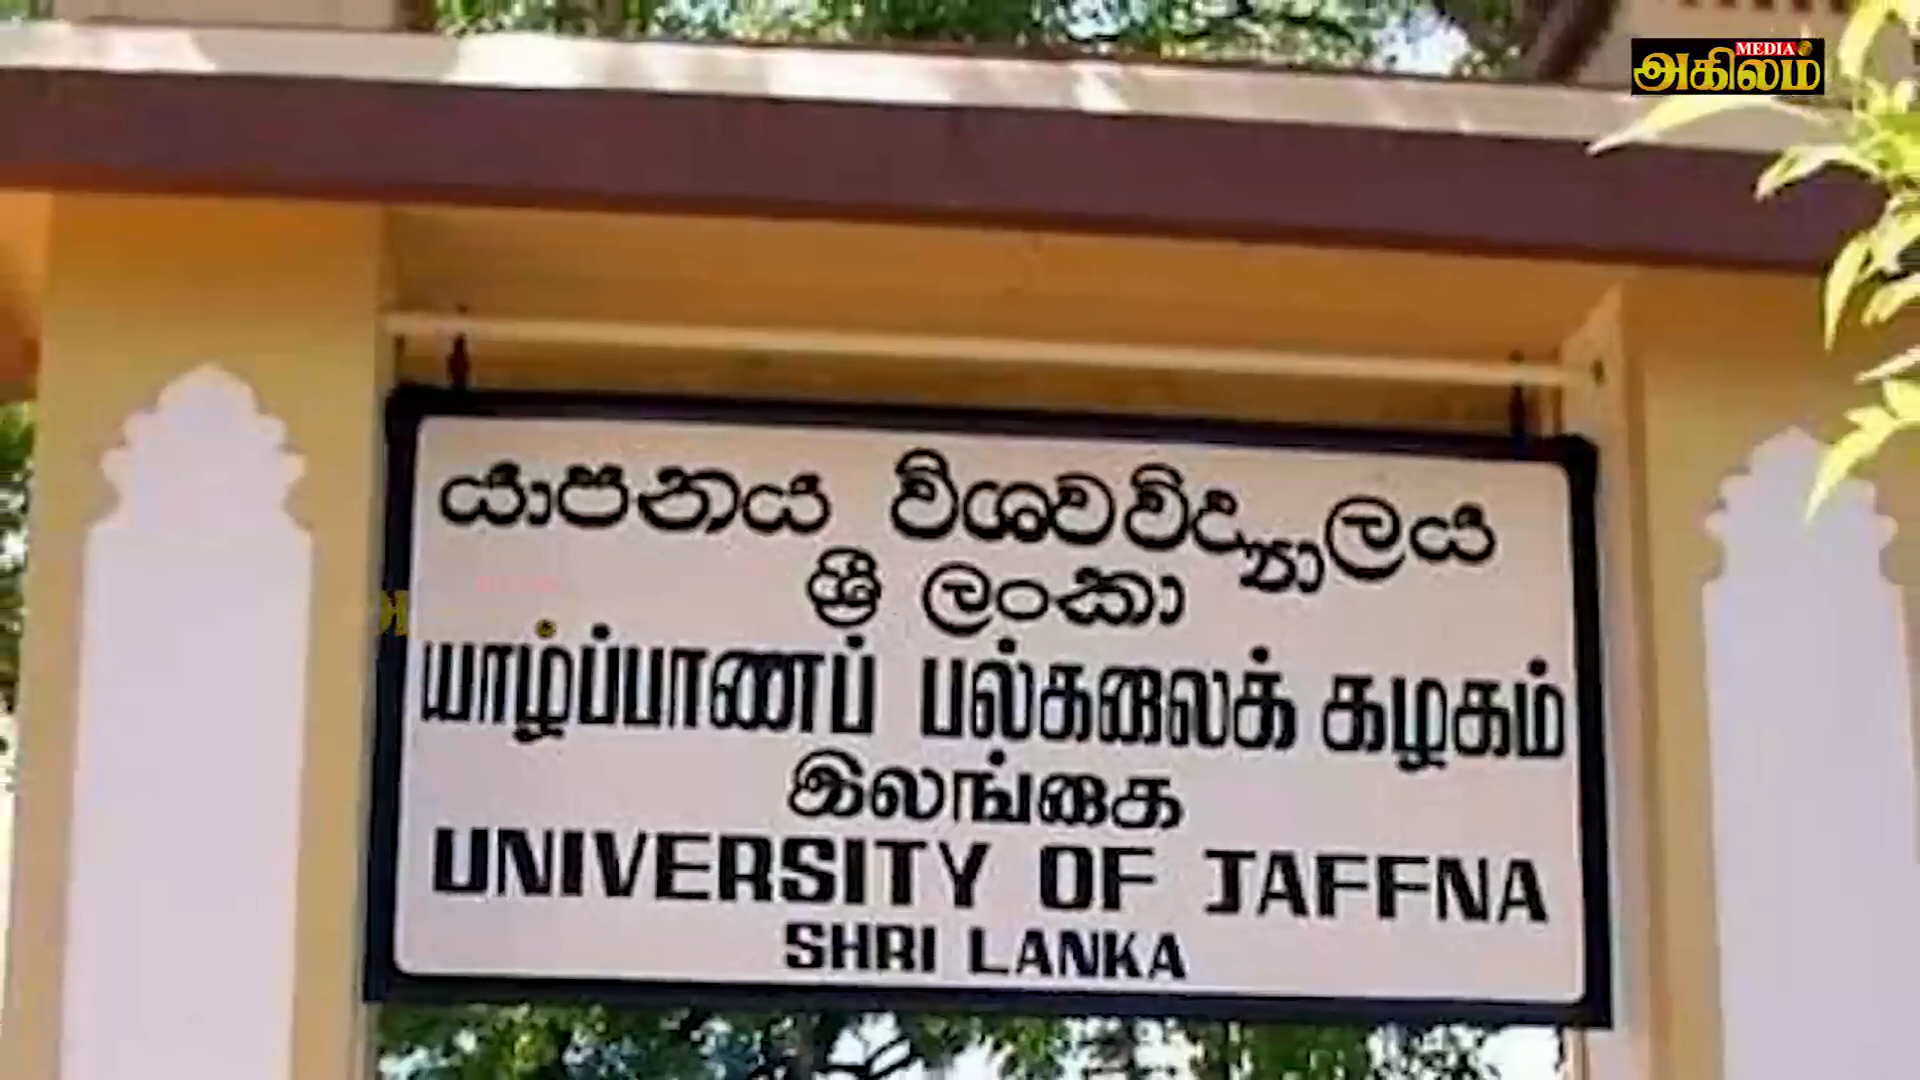 MEDIA
அகிலம்
යාපනය විශ්වවිද්‍යාලය
ශ්‍රී ලංකා
யாழ்ப்பாணப் பல்கலைக் கழகம்
இலங்கை
UNIVERSITY OF JAFFNA
SHRI LANKA